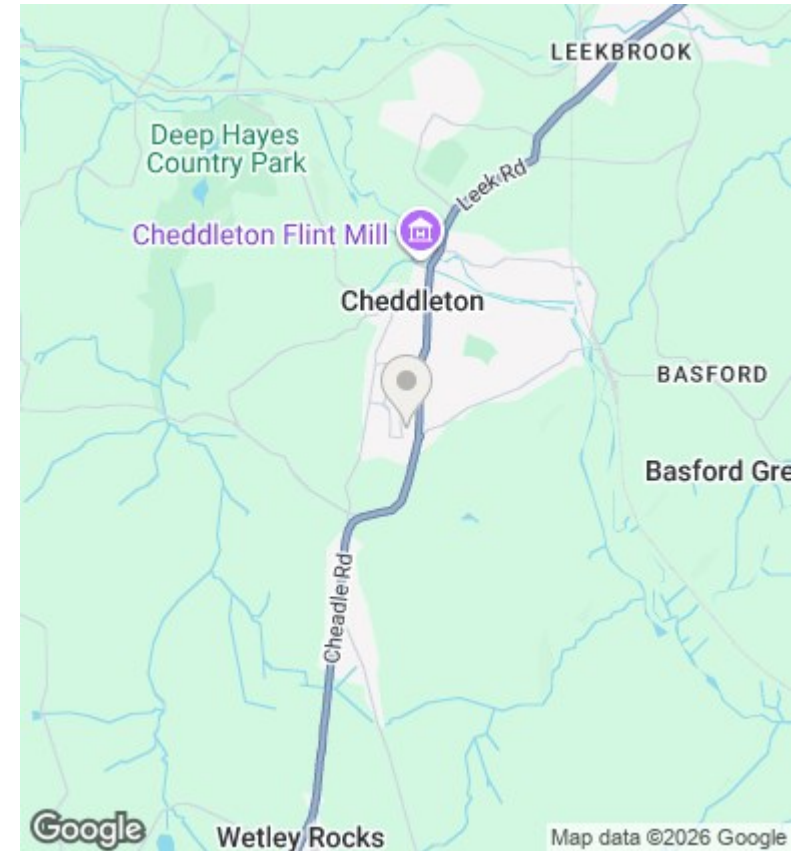 LEEKBROOK
Deep Hayes
Country Park
Leek Rd
Cheddleton Flint Mill
Cheddleton
BASFORD
Basford Gre
Cheadle Rd
Wetley Rocks
Google
Map data ©2026 Google